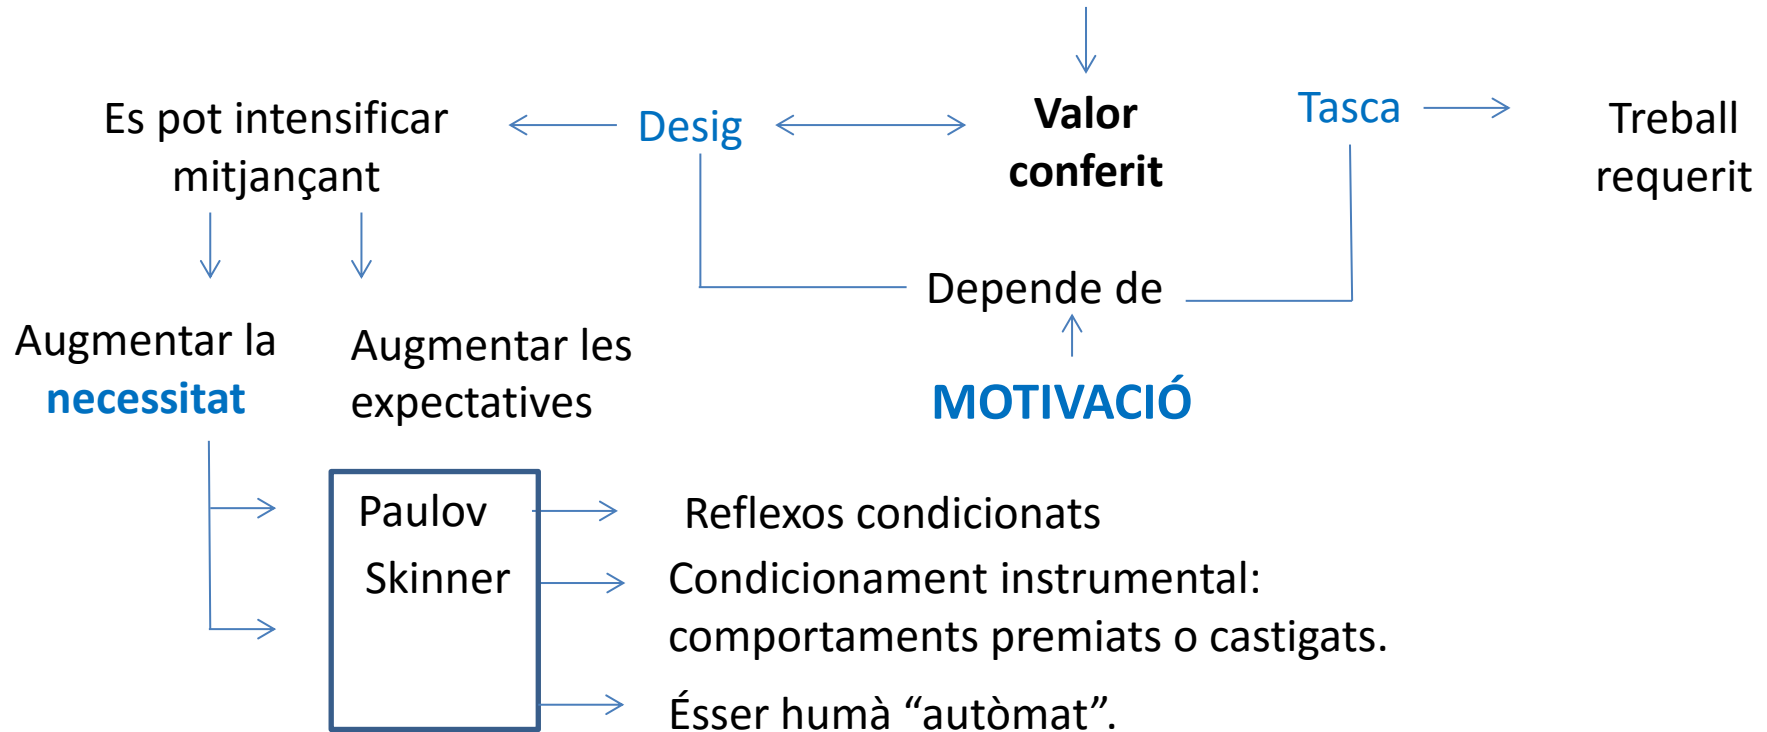 Es pot intensificar
mitjançant
Desig
Valor
conferit
Tasca
Treball
requerit
Depende de
Augmentar la
necessitat
Augmentar les
expectatives
MOTIVACIÓ
Paulov
Reflexos condicionats
Skinner
Condicionament instrumental:
comportaments premiats o castigats.
Ésser humà “autòmat”.